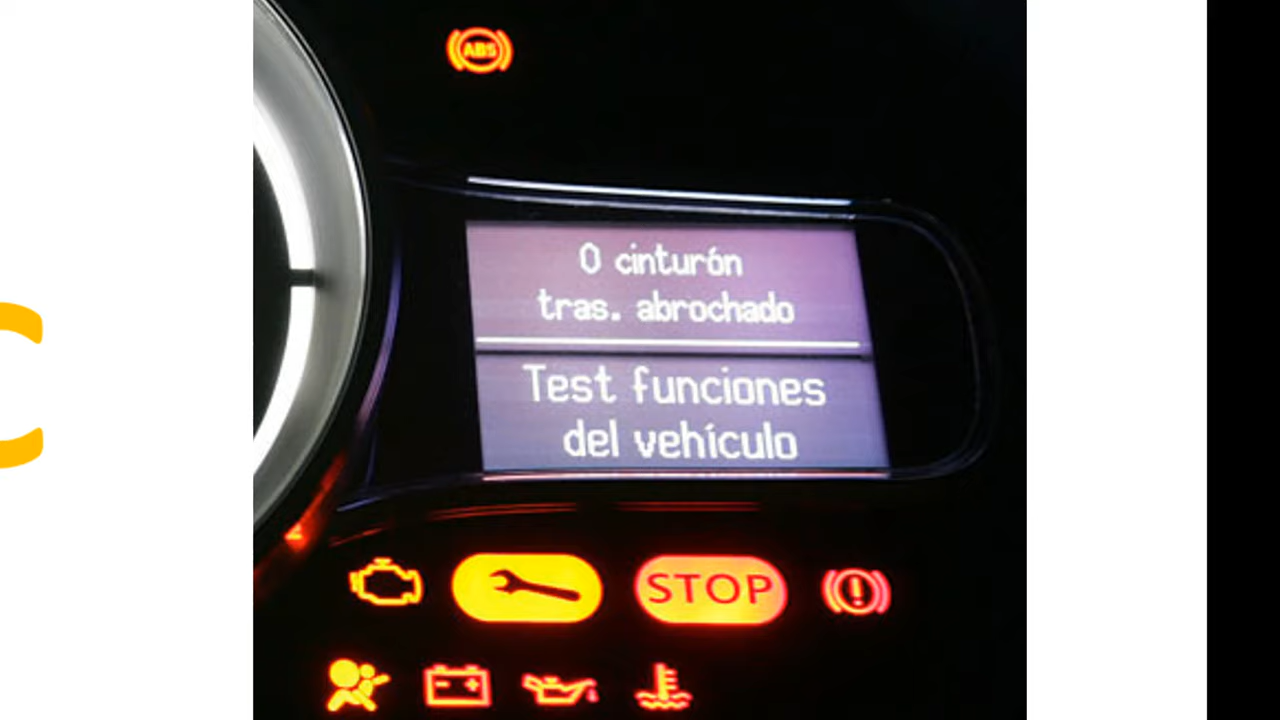 ABS
0 cinturón
tras. abrochado
Test funciones
del vehículo
STOP